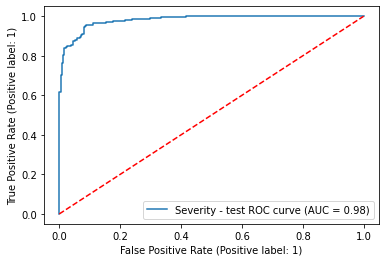 1.0
0.8
0.6
0.4
0.2
0.0
True Positive Rate (Positive label: 1)
Severity - test ROC curve (AUC = 0.98)
0.0 0.2 0.4 0.6 0.8 1.0
False Positive Rate (Positive label: 1)